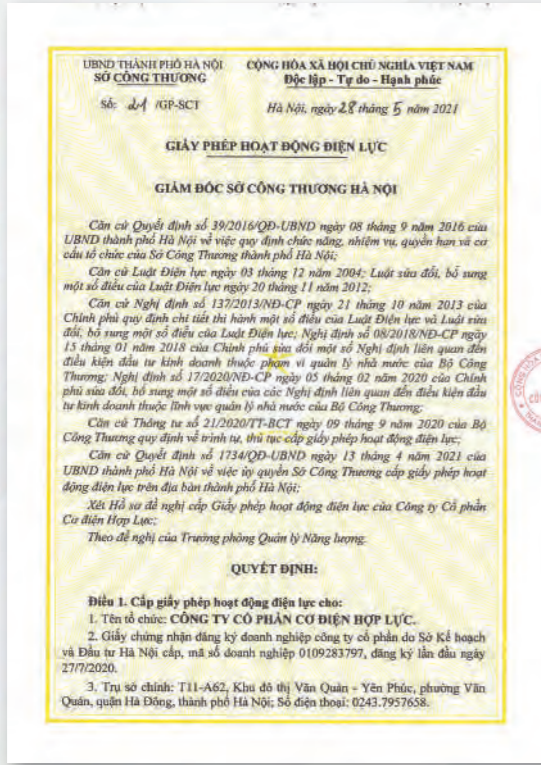 UBND THÀNH PHỐ HÀ NỘI
SỞ CÔNG THƯƠNG
CỘNG HÒA XÃ HỘI CHỦ NGHĨA VIỆT NAM
Độc lập - Tự do - Hạnh phúc
Số: 21 /GP-SCT
Hà Nội, ngày 28 tháng 5 năm 2021
GIẤY PHÉP HOẠT ĐỘNG ĐIỆN LỰC
GIÁM ĐỐC SỞ CÔNG THƯƠNG HÀ NỘI
Căn cứ Quyết định số 39/2016/QĐ-UBND ngày 08 tháng 9 năm 2016 của
UBND thành phố Hà Nội về việc quy định chức năng, nhiệm vụ, quyền hạn và cơ
cấu tổ chức của Sở Công Thương thành phố Hà Nội;
Căn cứ Luật Điện lực ngày 03 tháng 12 năm 2004; Luật sửa đổi, bổ sung
một số điều của Luật Điện lực ngày 20 tháng 11 năm 2012;
Căn cứ Nghị định số 137/2013/NĐ-CP ngày 21 tháng 10 năm 2013 của
Chính phủ quy định chi tiết thi hành một số điều của Luật Điện lực và Luật sửa
đổi, bổ sung một số điều của Luật Điện lực; Nghị định số 08/2018/NĐ-CP ngày
15 tháng 01 năm 2018 của Chính phủ sửa đổi một số Nghị định liên quan đến
điều kiện đầu tư kinh doanh thuộc phạm vi quản lý nhà nước của Bộ Công
Thương; Nghị định số 17/2020/NĐ-CP ngày 05 tháng 02 năm 2020 của Chính
phủ sửa đổi, bổ sung một số điều của các Nghị định liên quan đến điều kiện đầu
tư kinh doanh thuộc lĩnh vực quản lý nhà nước của Bộ Công Thương;
Căn cứ Thông tư số 21/2020/TT-BCT ngày 09 tháng 9 năm 2020 của Bộ
Công Thương quy định về trình tự, thủ tục cấp giấy phép hoạt động điện lực;
Căn cứ Quyết định số 1734/QĐ-UBND ngày 13 tháng 4 năm 2021 của
UBND thành phố Hà Nội về việc ủy quyền Sở Công Thương cấp giấy phép hoạt
động điện lực trên địa bàn thành phố Hà Nội;
Xét Hồ sơ đề nghị cấp Giấy phép hoạt động điện lực của Công ty Cổ phần
Cơ điện Hợp Lực;
Theo đề nghị của Trưởng phòng Quản lý Năng lượng.
QUYẾT ĐỊNH:
Điều 1. Cấp giấy phép hoạt động điện lực cho:
1. Tên tổ chức: CÔNG TY CỔ PHẦN CƠ ĐIỆN HỢP LỰC.
2. Giấy chứng nhận đăng ký doanh nghiệp công ty cổ phần do Sở Kế hoạch
và Đầu tư Hà Nội cấp, mã số doanh nghiệp 0109283797, đăng ký lần đầu ngày
27/7/2020.
3. Trụ sở chính: T11-A62, Khu đô thị Văn Quán - Yên Phúc, phường Văn
Quán, quận Hà Đông, thành phố Hà Nội; Số điện thoại: 0243.7957658.